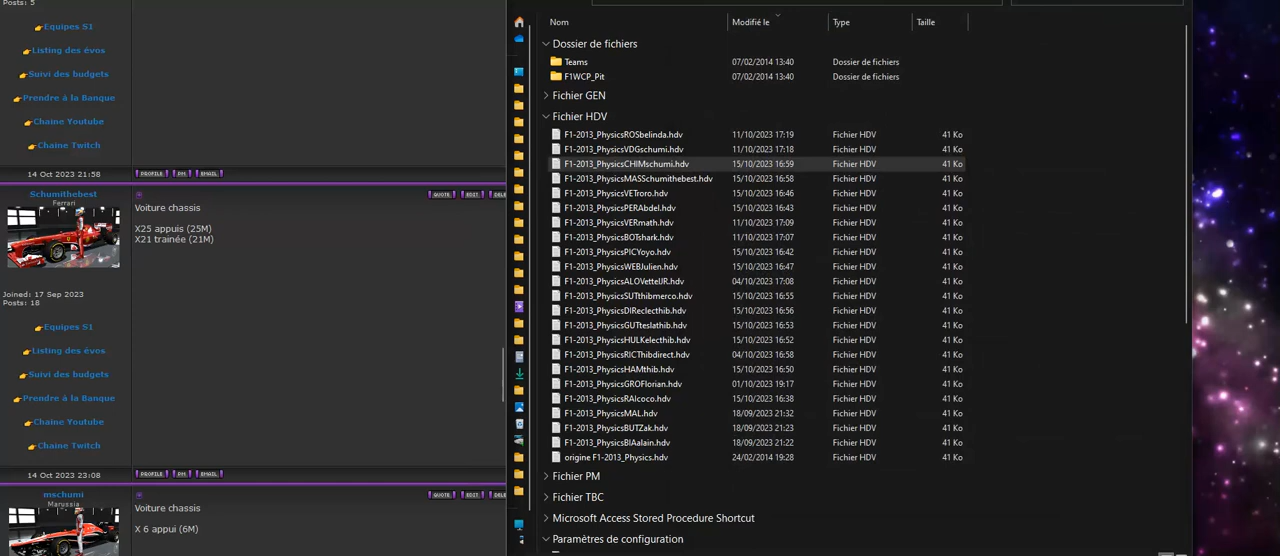 Posts: 5
Equipes S1
Listing des évos
Suivi des budgets
Prendre à la Banque
Chaine Youtube
Chaine Twitch
14 Oct 2023 21:58
PROFILE PM EMAIL
Schumithebest
Ferrari
QUOTE EDIT DELE
Voiture chassis
X25 appuis (25M)
X21 trainée (21M)
Joined: 17 Sep 2023
Posts: 18
Equipes S1
Listing des évos
Suivi des budgets
Prendre à la Banque
Chaine Youtube
Chaine Twitch
14 Oct 2023 23:08
PROFILE PM EMAIL
mschumi
Marussia
QUOTE EDIT DELE
Voiture chassis
X 6 appui (6M)
Nom Modifié le Type Taille
Dossier de fichiers
Teams 07/02/2014 13:40 Dossier de fichiers
F1WCP_Pit 07/02/2014 13:40 Dossier de fichiers
Fichier GEN
Fichier HDV
F1-2013_PhysicsROSbelinda.hdv 11/10/2023 17:19 Fichier HDV 41 Ko
F1-2013_PhysicsVDGschumi.hdv 11/10/2023 17:18 Fichier HDV 41 Ko
F1-2013_PhysicsCHIMschumi.hdv 15/10/2023 16:59 Fichier HDV 41 Ko
F1-2013_PhysicsMASSchumithebest.hdv 15/10/2023 16:58 Fichier HDV 41 Ko
F1-2013_PhysicsVETroro.hdv 15/10/2023 16:46 Fichier HDV 41 Ko
F1-2013_PhysicsPERAbdel.hdv 15/10/2023 16:43 Fichier HDV 41 Ko
F1-2013_PhysicsVERmath.hdv 11/10/2023 17:09 Fichier HDV 41 Ko
F1-2013_PhysicsBOTshark.hdv 11/10/2023 17:07 Fichier HDV 41 Ko
F1-2013_PhysicsPICYoyo.hdv 15/10/2023 16:42 Fichier HDV 41 Ko
F1-2013_PhysicsWEBJulien.hdv 15/10/2023 16:47 Fichier HDV 41 Ko
F1-2013_PhysicsALOVettelJR.hdv 04/10/2023 17:08 Fichier HDV 41 Ko
F1-2013_PhysicsSUTthibmerco.hdv 15/10/2023 16:55 Fichier HDV 41 Ko
F1-2013_PhysicsDIReclecthib.hdv 15/10/2023 16:56 Fichier HDV 41 Ko
F1-2013_PhysicsGUTteslathib.hdv 15/10/2023 16:53 Fichier HDV 41 Ko
F1-2013_PhysicsHULKelecthib.hdv 15/10/2023 16:52 Fichier HDV 41 Ko
F1-2013_PhysicsRICThibdirect.hdv 04/10/2023 16:58 Fichier HDV 41 Ko
F1-2013_PhysicsHAMthib.hdv 15/10/2023 16:50 Fichier HDV 41 Ko
F1-2013_PhysicsGROFlorian.hdv 01/10/2023 19:17 Fichier HDV 41 Ko
F1-2013_PhysicsRAIcoco.hdv 15/10/2023 16:38 Fichier HDV 41 Ko
F1-2013_PhysicsMAL.hdv 18/09/2023 21:32 Fichier HDV 41 Ko
F1-2013_PhysicsBUTZak.hdv 18/09/2023 21:23 Fichier HDV 41 Ko
F1-2013_PhysicsBIAalain.hdv 18/09/2023 21:22 Fichier HDV 41 Ko
origine F1-2013_Physics.hdv 24/02/2014 19:28 Fichier HDV 41 Ko
Fichier PM
Fichier TBC
Microsoft Access Stored Procedure Shortcut
Paramètres de configuration